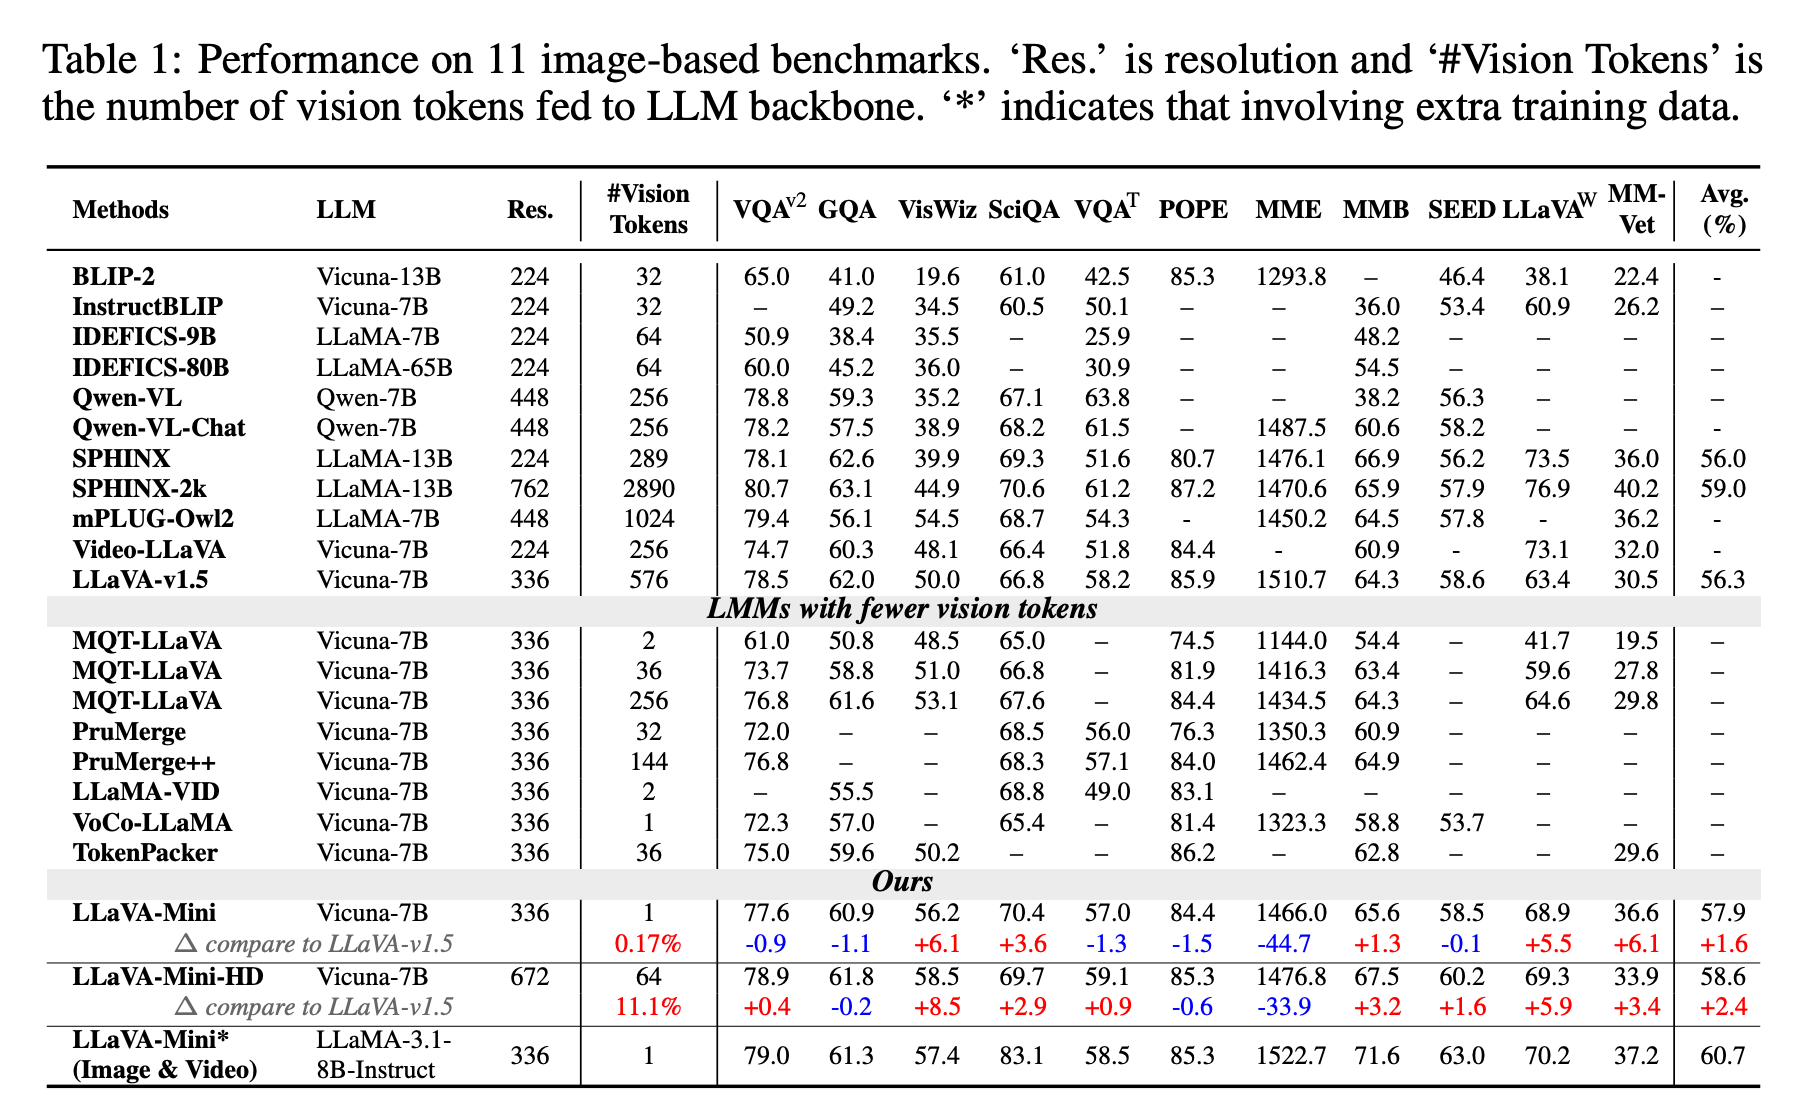 Table 1: Performance on 11 image-based benchmarks. ‘Res.’ is resolution and ‘#Vision Tokens’ is
the number of vision tokens fed to LLM backbone. ‘*’ indicates that involving extra training data.
Methods LLM Res. #Vision Tokens VQAv2 GQA VisWiz SciQA VQAT POPE MME MMB SEED LLaVAW MM-Vet Avg. (%)
BLIP-2 Vicuna-13B 224 32 65.0 41.0 19.6 61.0 42.5 85.3 1293.8 – 46.4 38.1 22.4 -
InstructBLIP Vicuna-7B 224 32 – 49.2 34.5 60.5 50.1 – – 36.0 53.4 60.9 26.2 –
IDEFICS-9B LLaMA-7B 224 64 50.9 38.4 35.5 – 25.9 – – 48.2 – – – –
IDEFICS-80B LLaMA-65B 224 64 60.0 45.2 36.0 – 30.9 – – 54.5 – – – –
Qwen-VL Qwen-7B 448 256 78.8 59.3 35.2 67.1 63.8 – – 38.2 56.3 – – –
Qwen-VL-Chat Qwen-7B 448 256 78.2 57.5 38.9 68.2 61.5 – 1487.5 60.6 58.2 – – -
SPHINX LLaMA-13B 224 289 78.1 62.6 39.9 69.3 51.6 80.7 1476.1 66.9 56.2 73.5 36.0 56.0
SPHINX-2k LLaMA-13B 762 2890 80.7 63.1 44.9 70.6 61.2 87.2 1470.6 65.9 57.9 76.9 40.2 59.0
mPLUG-Owl2 LLaMA-7B 448 1024 79.4 56.1 54.5 68.7 54.3 - 1450.2 64.5 57.8 - 36.2 -
Video-LLaVA Vicuna-7B 224 256 74.7 60.3 48.1 66.4 51.8 84.4 - 60.9 - 73.1 32.0 -
LLaVA-v1.5 Vicuna-7B 336 576 78.5 62.0 50.0 66.8 58.2 85.9 1510.7 64.3 58.6 63.4 30.5 56.3
LMMs with fewer vision tokens
MQT-LLaVA Vicuna-7B 336 2 61.0 50.8 48.5 65.0 – 74.5 1144.0 54.4 – 41.7 19.5 –
MQT-LLaVA Vicuna-7B 336 36 73.7 58.8 51.0 66.8 – 81.9 1416.3 63.4 – 59.6 27.8 –
MQT-LLaVA Vicuna-7B 336 256 76.8 61.6 53.1 67.6 – 84.4 1434.5 64.3 – 64.6 29.8 –
PruMerge Vicuna-7B 336 32 72.0 – – 68.5 56.0 76.3 1350.3 60.9 – – – –
PruMerge++ Vicuna-7B 336 144 76.8 – – 68.3 57.1 84.0 1462.4 64.9 – – – –
LLaMA-VID Vicuna-7B 336 2 – 55.5 – 68.8 49.0 83.1 – – – – – –
VoCo-LLaMA Vicuna-7B 336 1 72.3 57.0 – 65.4 – 81.4 1323.3 58.8 53.7 – – –
TokenPacker Vicuna-7B 336 36 75.0 59.6 50.2 – – 86.2 – 62.8 – – 29.6 –
Ours
LLaVA-Mini Vicuna-7B 336 1 77.6 60.9 56.2 70.4 57.0 84.4 1466.0 65.6 58.5 68.9 36.6 57.9
Δ compare to LLaVA-v1.5 0.17% -0.9 -1.1 +6.1 +3.6 -1.3 -1.5 -44.7 +1.3 -0.1 +5.5 +6.1 +1.6
LLaVA-Mini-HD Vicuna-7B 672 64 78.9 61.8 58.5 69.7 59.1 85.3 1476.8 67.5 60.2 69.3 33.9 58.6
Δ compare to LLaVA-v1.5 11.1% +0.4 -0.2 +8.5 +2.9 +0.9 -0.6 -33.9 +3.2 +1.6 +5.9 +3.4 +2.4
LLaVA-Mini* (Image & Video) LLaMA-3.1-8B-Instruct 336 1 79.0 61.3 57.4 83.1 58.5 85.3 1522.7 71.6 63.0 70.2 37.2 60.7